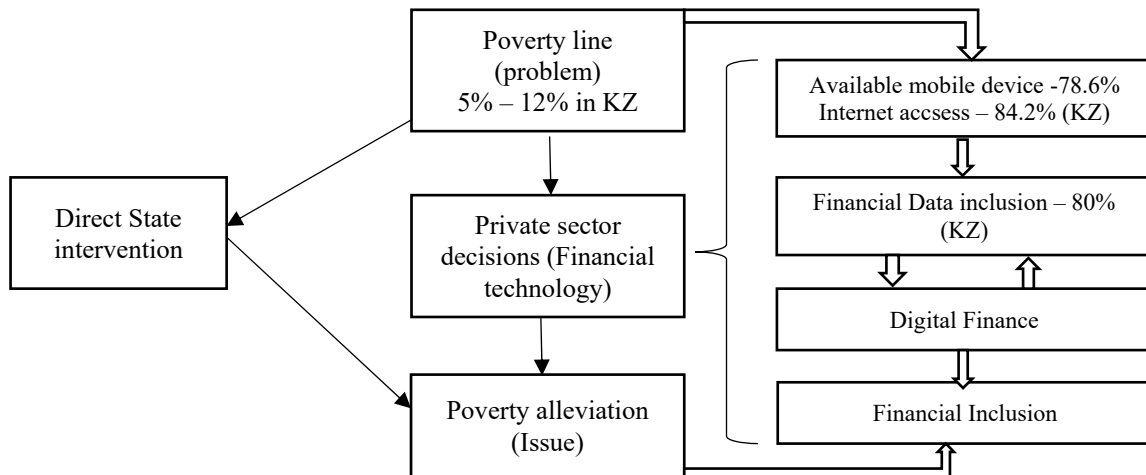 Poverty line
(problem)
5% – 12% in KZ
Available mobile device -78.6%
Internet accsess – 84.2% (KZ)
Direct State
intervention
Private sector
decisions (Financial
technology)
Financial Data inclusion – 80%
(KZ)
Digital Finance
Poverty alleviation
(Issue)
Financial Inclusion